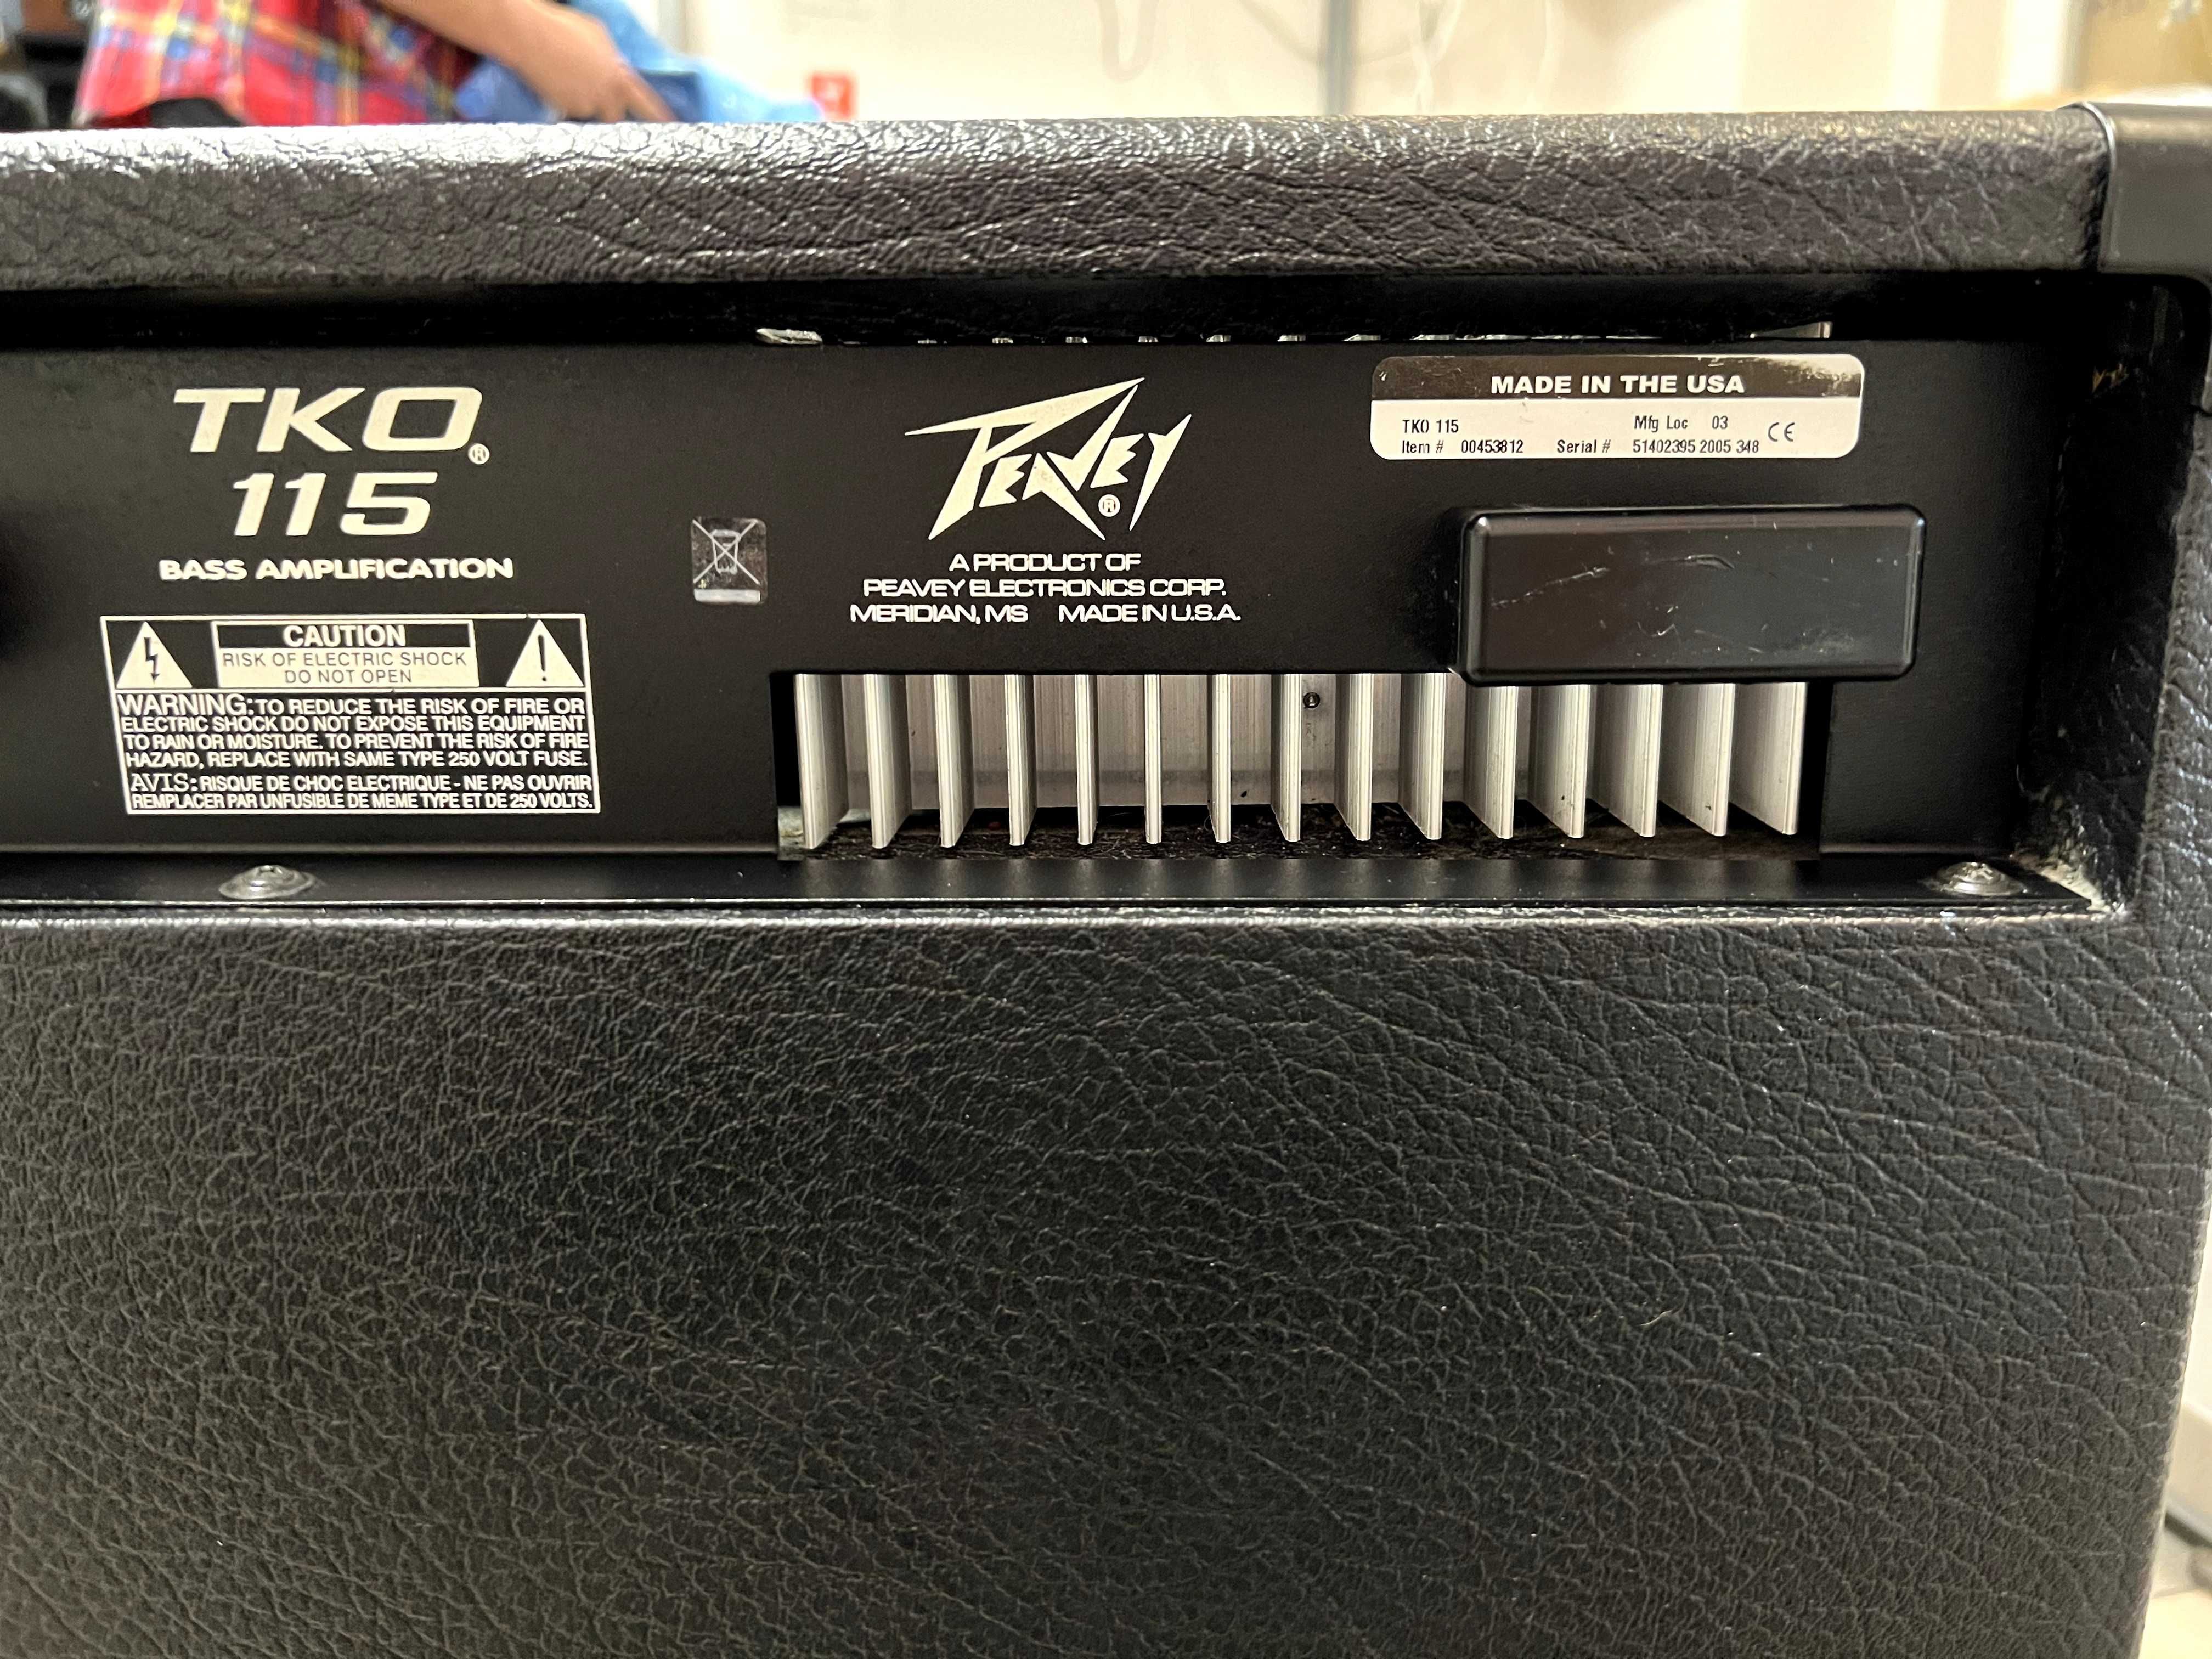 TKO®
115
BASS AMPLIFICATION
CAUTION
RISK OF ELECTRIC SHOCK
DO NOT OPEN
WARNING: TO REDUCE THE RISK OF FIRE OR
ELECTRIC SHOCK DO NOT EXPOSE THIS EQUIPMENT
TO RAIN OR MOISTURE. TO PREVENT THE RISK OF FIRE
HAZARD, REPLACE WITH SAME TYPE 250 VOLT FUSE.
AVIS: RISQUE DE CHOC ELECTRIQUE - NE PAS OUVRIR
REMPLACER PAR UNFUSIBLE DE MEME TYPE ET DE 250 VOLTS.
PEAVEY®
A PRODUCT OF
PEAVEY ELECTRONICS CORP.
MERIDIAN, MS MADE IN U.S.A.
MADE IN THE USA
TKO 115 Mfg Loc 03 CE
Item # 00453812 Serial # 51402395 2005 348